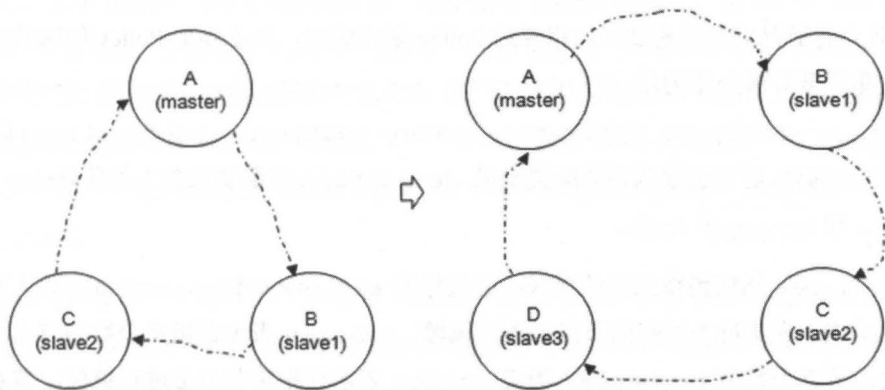 A
(master)
C
(slave2)
B
(slave1)
A
(master)
B
(slave1)
D
(slave3)
C
(slave2)